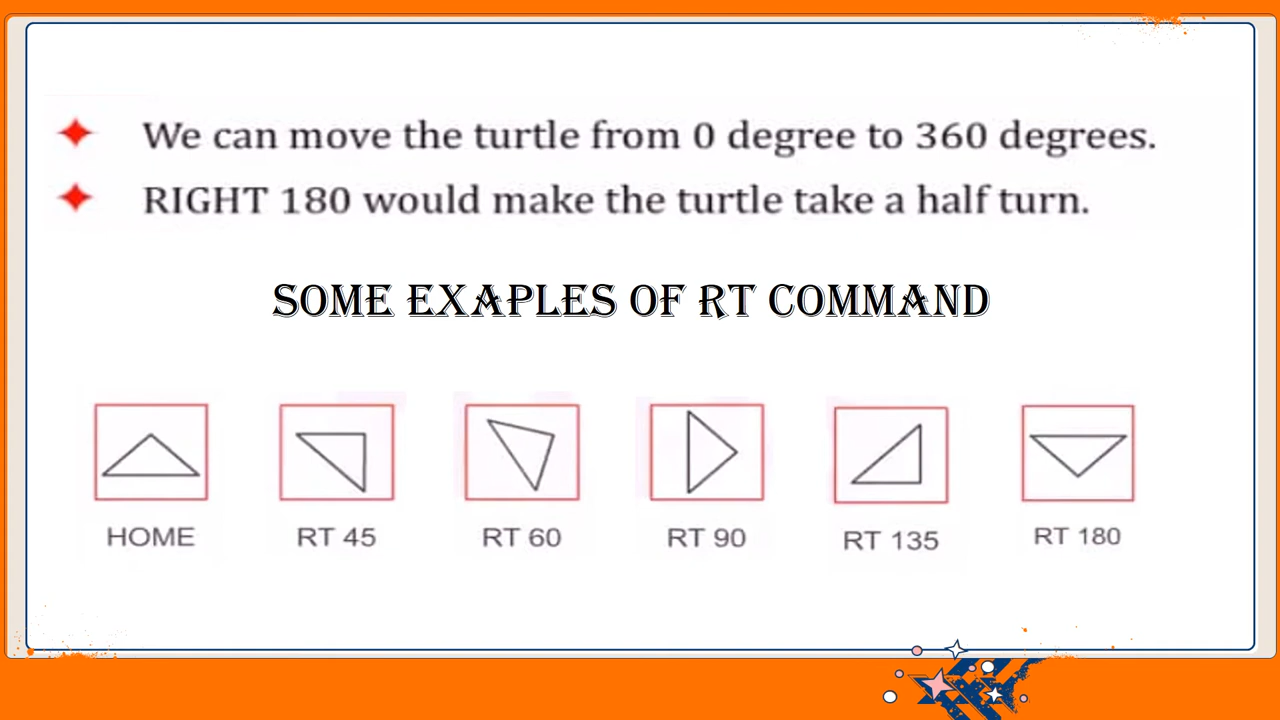 We can move the turtle from 0 degree to 360 degrees.
RIGHT 180 would make the turtle take a half turn.
SOME EXAPLES OF RT COMMAND
HOME RT 45 RT 60 RT 90 RT 135 RT 180